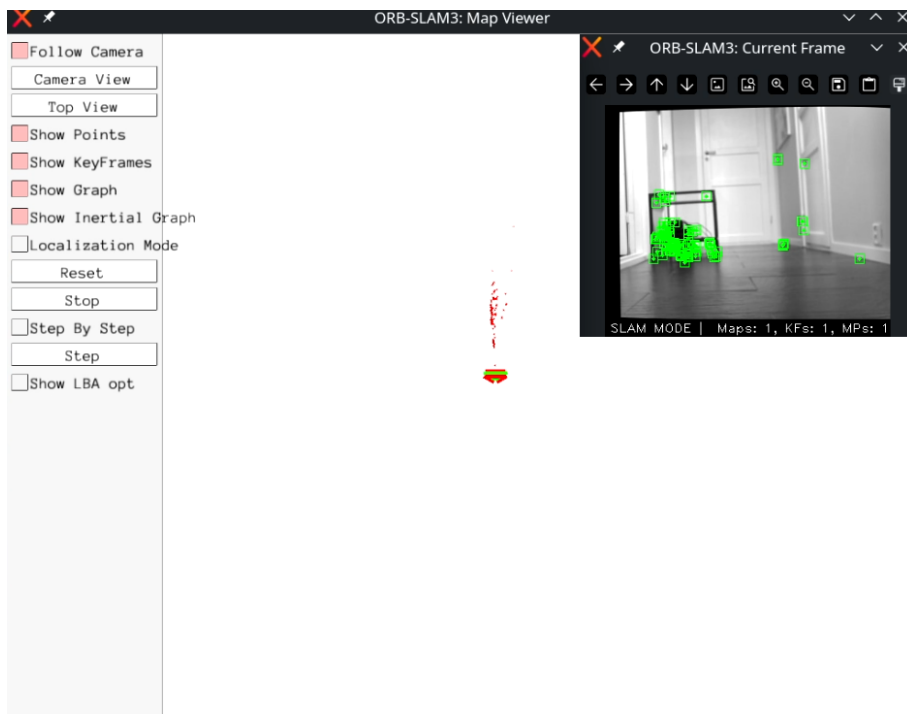 ORB-SLAM3: Map Viewer
Follow Camera
Camera View
Top View
Show Points
Show KeyFrames
Show Graph
Show Inertial Graph
Localization Mode
Reset
Stop
Step By Step
Step
Show LBA opt
ORB-SLAM3: Current Frame
SLAM MODE | Maps: 1, KFs: 1, MPs: 1